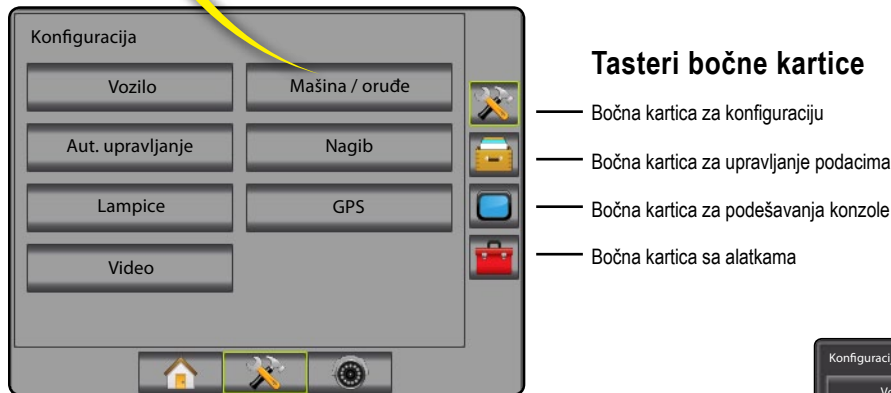 Konfiguracija
Vozilo
Mašina / oruđe
Aut. upravljanje
Nagib
Lampice
GPS
Video
Tasteri bočne kartice
Bočna kartica za konfiguraciju
Bočna kartica za upravljanje podacima
Bočna kartica za podešavanja konzole
Bočna kartica sa alatkama